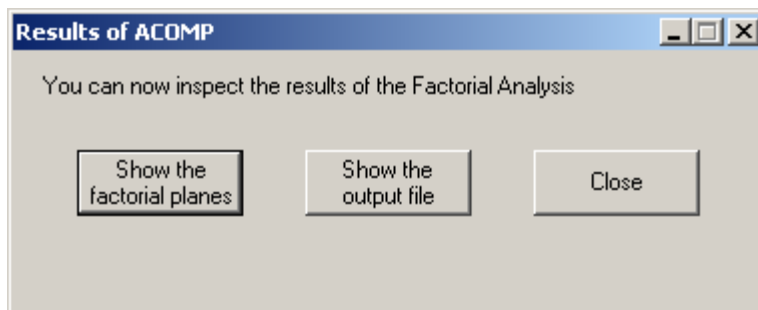 Results of ACOMP
You can now inspect the results of the Factorial Analysis
Show the
factorial planes
Show the
output file
Close